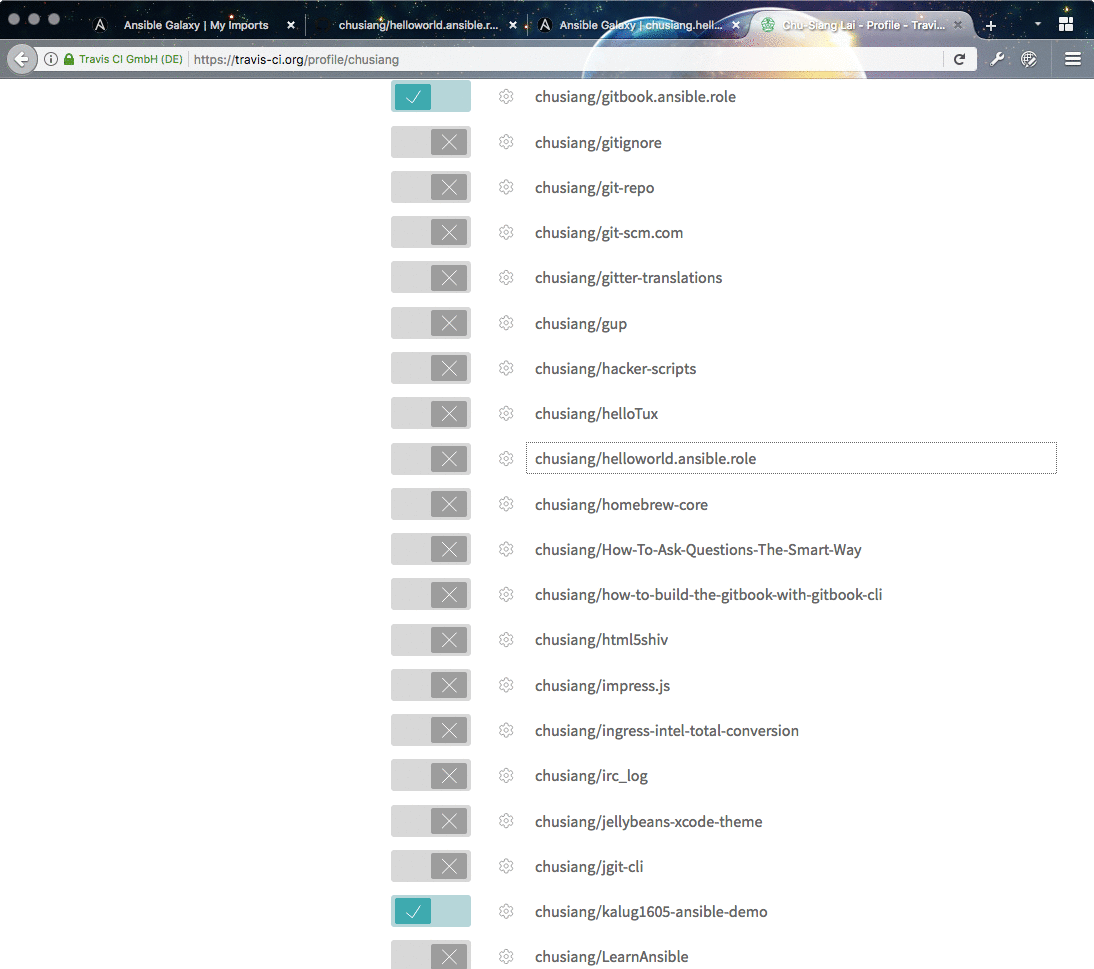 Ansible Galaxy | My Imports
chusiang/helloworld.ansible.r...
Ansible Galaxy | chusiang.hell...
Chu-Siang Lai - Profile - Travi...
Travis CI GmbH (DE)
https://travis-ci.org/profile/chusiang
chusiang/gitbook.ansible.role
chusiang/gitignore
chusiang/git-repo
chusiang/git-scm.com
chusiang/gitter-translations
chusiang/gup
chusiang/hacker-scripts
chusiang/helloTux
chusiang/helloworld.ansible.role
chusiang/homebrew-core
chusiang/How-To-Ask-Questions-The-Smart-Way
chusiang/how-to-build-the-gitbook-with-gitbook-cli
chusiang/html5shiv
chusiang/impress.js
chusiang/ingress-intel-total-conversion
chusiang/irc_log
chusiang/jellybeans-xcode-theme
chusiang/jgit-cli
chusiang/kalug1605-ansible-demo
chusiang/LearnAnsible